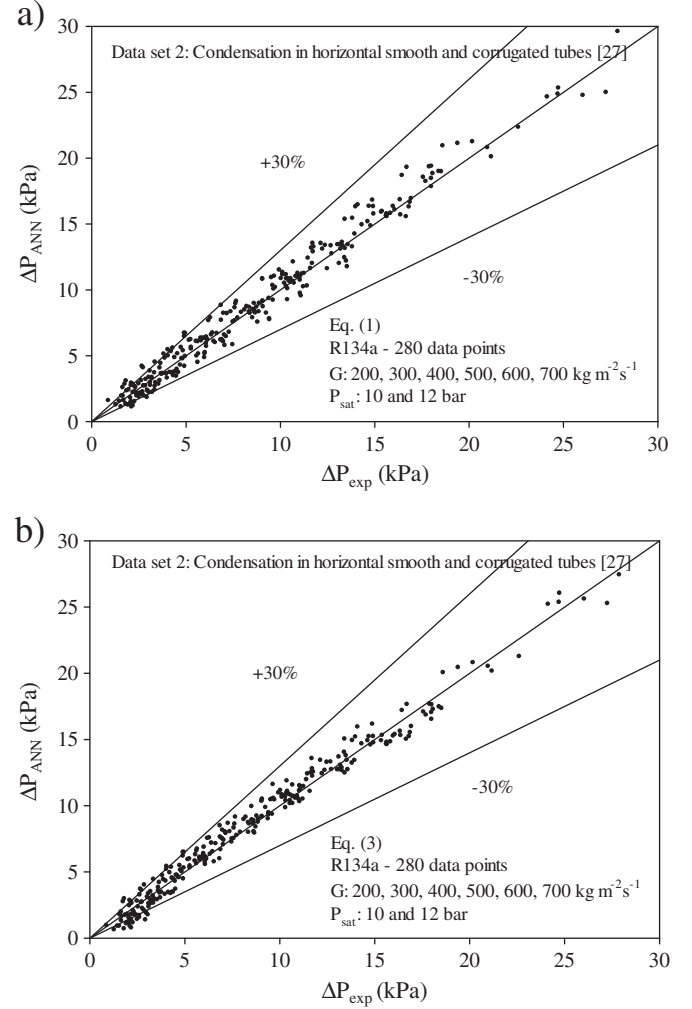 a)
30
25
20
15
10
5
0
ΔP_ANN (kPa)
Data set 2: Condensation in horizontal smooth and corrugated tubes [27]
+30%
-30%
Eq. (1)
R134a - 280 data points
G: 200, 300, 400, 500, 600, 700 kg m⁻²s⁻¹
P_sat: 10 and 12 bar
0 5 10 15 20 25 30
ΔP_exp (kPa)
b)
30
25
20
15
10
5
0
ΔP_ANN (kPa)
Data set 2: Condensation in horizontal smooth and corrugated tubes [27]
+30%
-30%
Eq. (3)
R134a - 280 data points
G: 200, 300, 400, 500, 600, 700 kg m⁻²s⁻¹
P_sat: 10 and 12 bar
0 5 10 15 20 25 30
ΔP_exp (kPa)